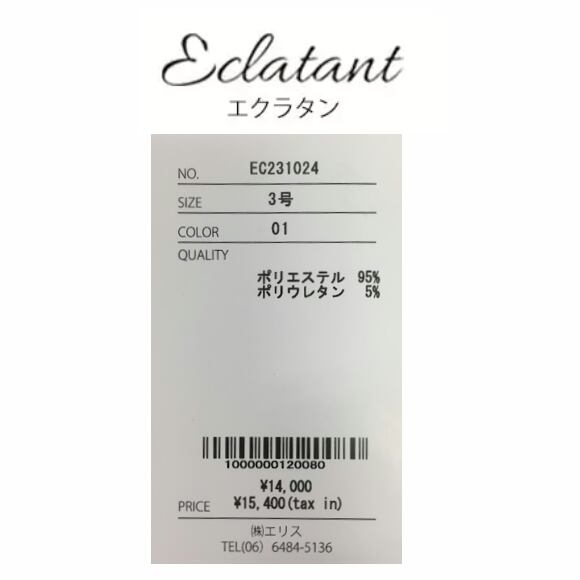 Eclatant
エクラタン
NO. EC231024
SIZE 3号
COLOR 01
QUALITY
ポリエステル 95%
ポリウレタン 5%
1000000120080
¥14,000
PRICE ¥15,400(tax in)
㈱エリス
TEL(06) 6484-5136